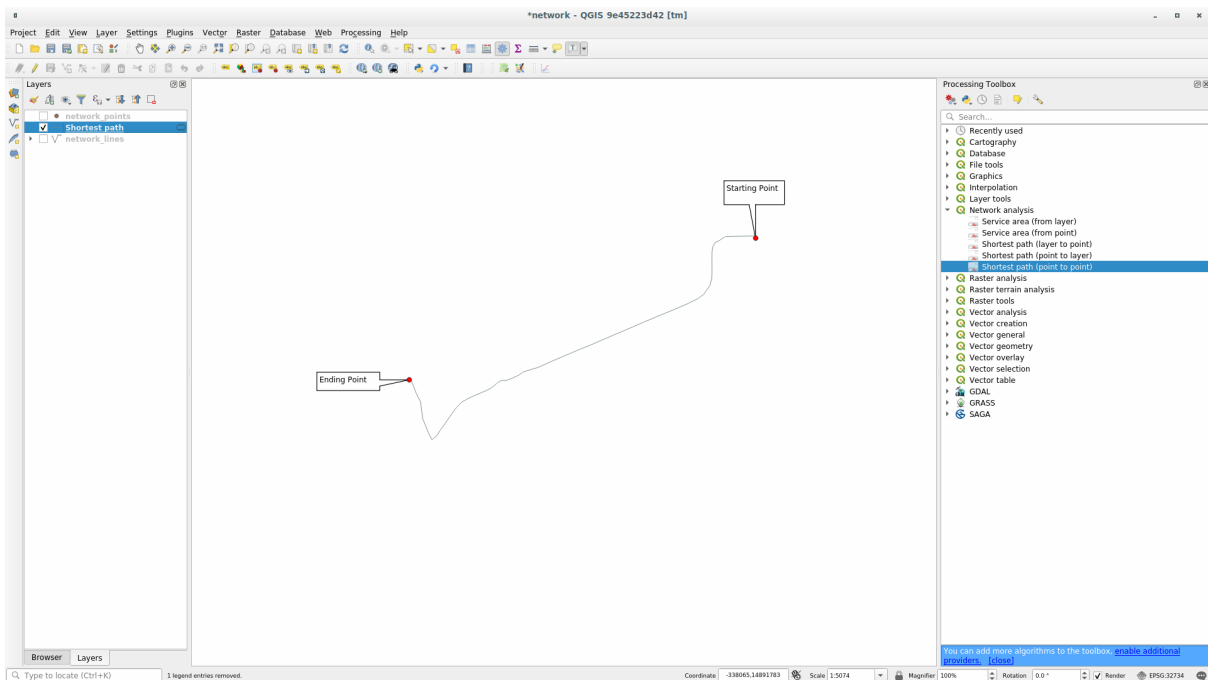 *network - QGIS 9e45223d42 [tm]
Project Edit View Layer Settings Plugins Vector Raster Database Web Processing Help
Layers
network_points
Shortest path
network_lines
Starting Point
Ending Point
Processing Toolbox
Search...
Recently used
Cartography
Database
File tools
Graphics
Interpolation
Layer tools
Network analysis
Service area (from layer)
Service area (from point)
Shortest path (layer to point)
Shortest path (point to layer)
Shortest path (point to point)
Raster analysis
Raster terrain analysis
Raster tools
Vector analysis
Vector creation
Vector general
Vector geometry
Vector overlay
Vector selection
Vector table
GDAL
GRASS
SAGA
You can add more algorithms to the toolbox, enable additional
providers. [close]
Browser Layers
Type to locate (Ctrl+K) 1 legend entries removed. Coordinate -338065,14891783 Scale 1:5074 Magnifier 100% Rotation 0.0 ° Render EPSG:32734